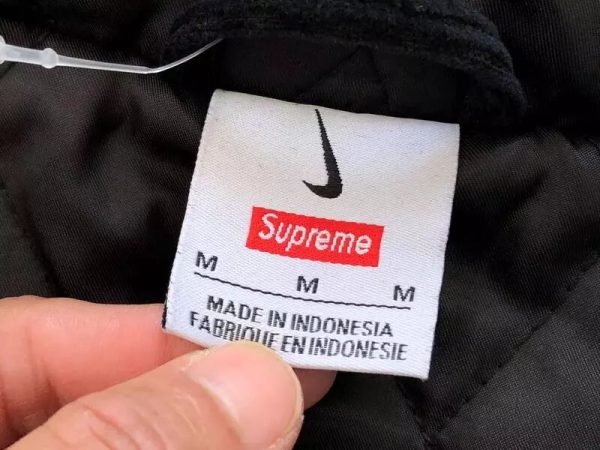 Supreme
M M M
MADE IN INDONESIA
FABRIQUE EN INDONESIE